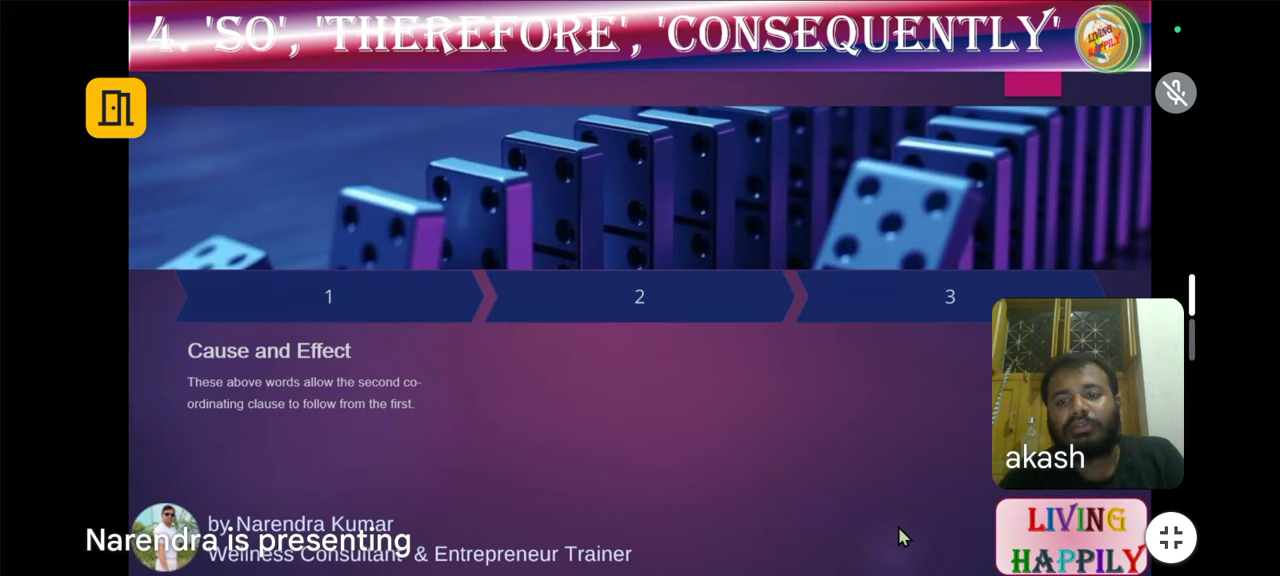 4. 'SO', 'THEREFORE', 'CONSEQUENTLY'
LIVING
HAPPILY
1
2
3
Cause and Effect
These above words allow the second co-
ordinating clause to follow from the first.
akash
by Narendra Kumar
Narendra is presenting
Wellness Consultant & Entrepreneur Trainer
LIVING
HAPPILY